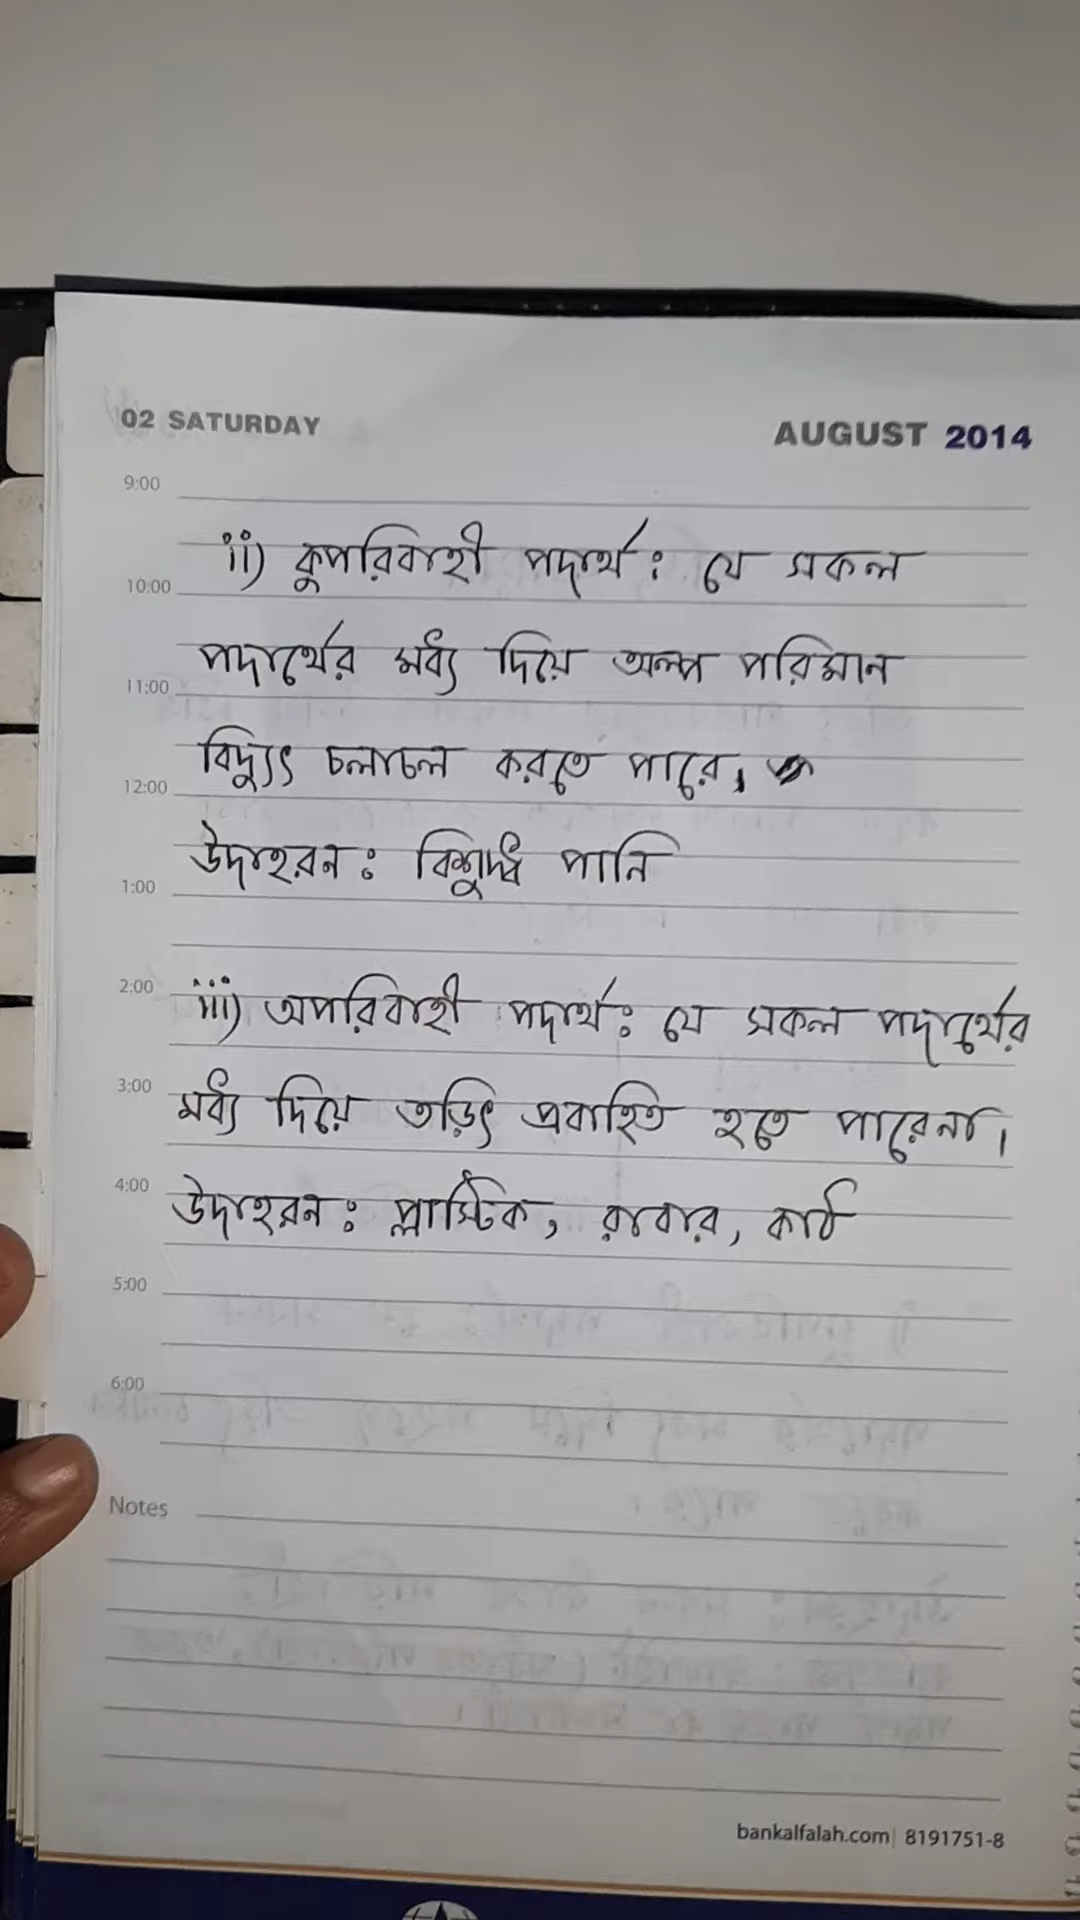 02 SATURDAY
AUGUST 2014
9:00
ii) কুপরিবাহী পদার্থ : যে সকল
10:00
পদার্থের মধ্য দিয়ে অল্প পরিমান
11:00
বিদ্যুৎ চলাচল করতে পারে,
12:00
উদাহরন : বিশুদ্ধ পানি
1:00
2:00
iii) অপরিবাহী পদার্থ : যে সকল পদার্থের
3:00
মধ্য দিয়ে তড়িৎ প্রবাহিত হতে পারেনা।
4:00
উদাহরন : প্লাস্টিক, রাবার, কাঠ
5:00
6:00
Notes
bankalfalah.com | 8191751-8